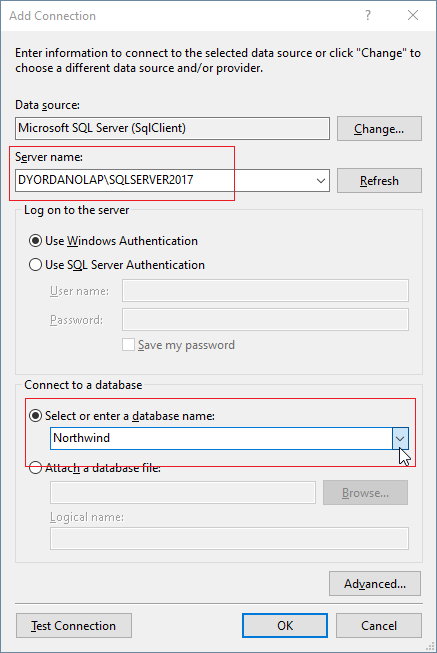 Add Connection
Enter information to connect to the selected data source or click "Change" to
choose a different data source and/or provider.
Data source:
Microsoft SQL Server (SqlClient)
Change...
Server name:
DYORDANOLAP\SQLSERVER2017
Refresh
Log on to the server
Use Windows Authentication
Use SQL Server Authentication
User name:
Password:
Save my password
Connect to a database
Select or enter a database name:
Northwind
Attach a database file:
Browse...
Logical name:
Advanced...
Test Connection
OK
Cancel